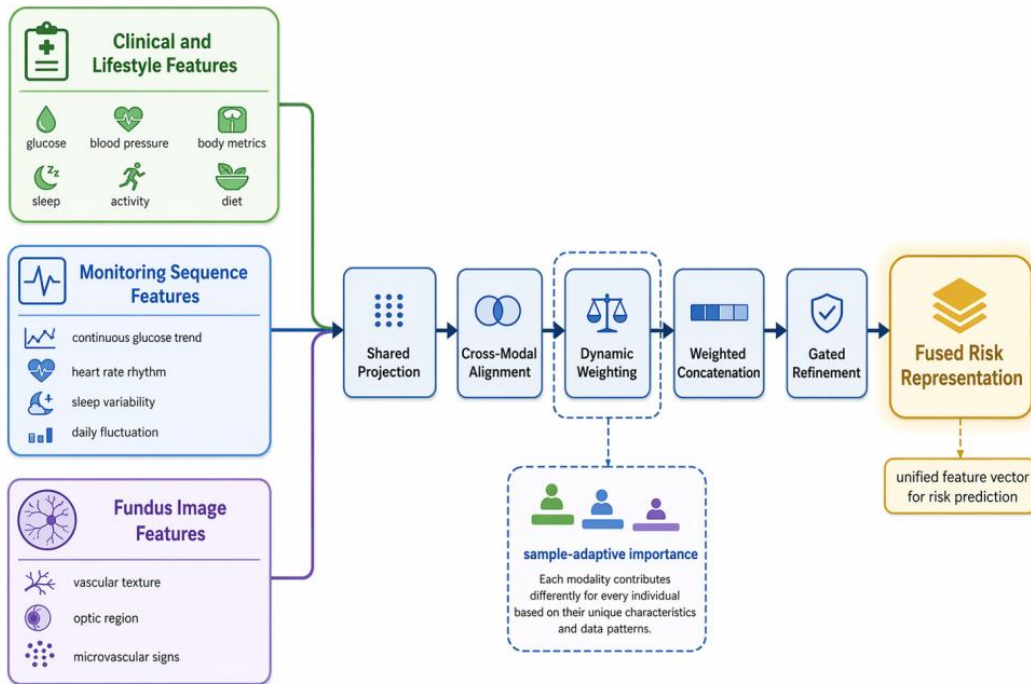 Clinical and
Lifestyle Features
glucose
blood pressure
body metrics
sleep
activity
diet
Monitoring Sequence
Features
continuous glucose trend
heart rate rhythm
sleep variability
daily fluctuation
Fundus Image
Features
vascular texture
optic region
microvascular signs
Shared
Projection
Cross-Modal
Alignment
Dynamic
Weighting
Weighted
Concatenation
Gated
Refinement
Fused Risk
Representation
sample-adaptive importance
Each modality contributes
differently for every individual
based on their unique characteristics
and data patterns.
unified feature vector
for risk prediction